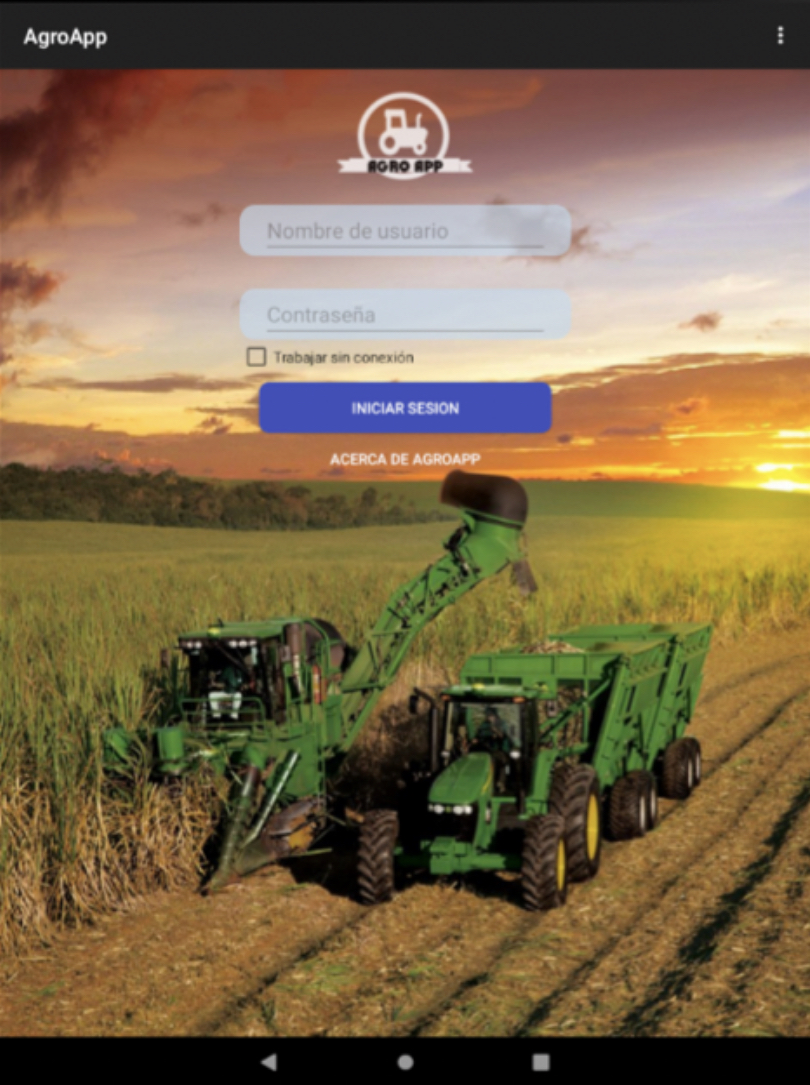 AgroApp
AGRO APP
Nombre de usuario
Contraseña
Trabajar sin conexión
INICIAR SESION
ACERCA DE AGROAPP